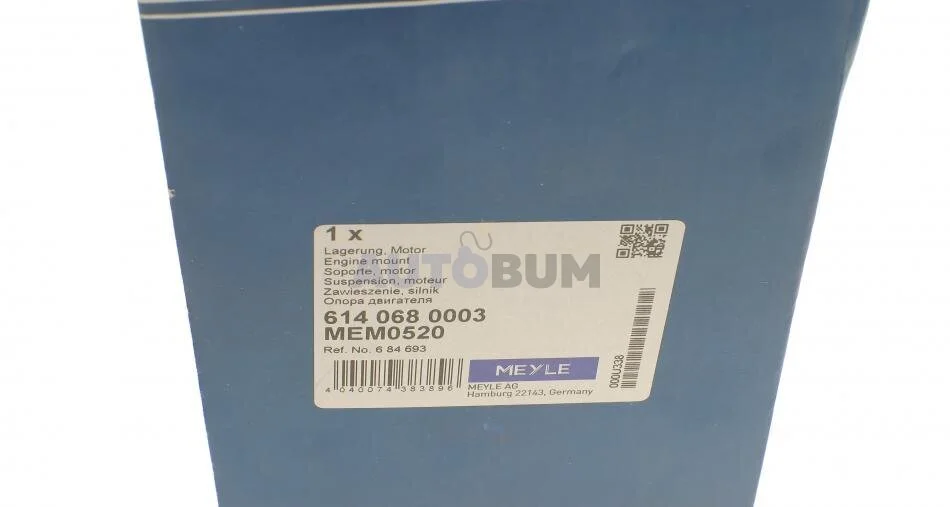 1 x
Lagerung, Motor
Engine mount
Soporte, motor
Suspension, moteur
Zawieszenie, silnik
Опора двигателя
AUTOBUM
614 068 0003
MEM0520
Ref. No. 6 84 693
MEYLE
4 040074 383896
MEYLE AG
Hamburg 22143, Germany
000U338